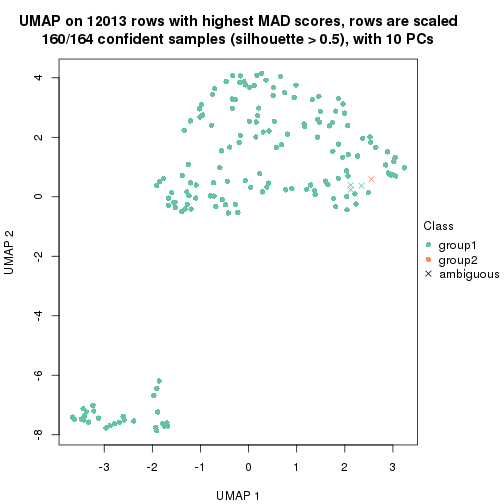 UMAP on 12013 rows with highest MAD scores, rows are scaled
160/164 confident samples (silhouette > 0.5), with 10 PCs
4
2
0
-2
-4
-6
-8
UMAP 2
-3
-2
-1
0
1
2
3
UMAP 1
Class
group1
group2
ambiguous